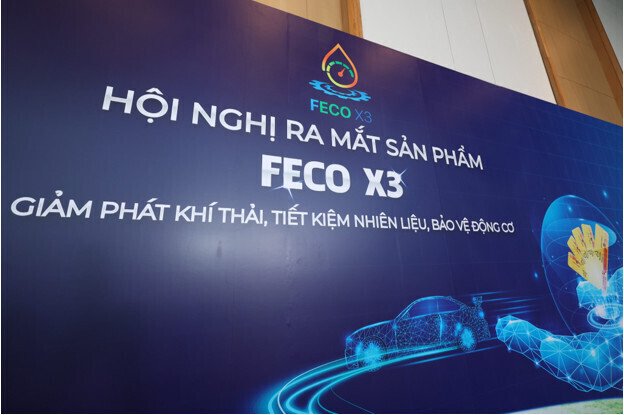 FECO X3
HỘI NGHỊ RA MẮT SẢN PHẨM
FECO X3
GIẢM PHÁT KHÍ THẢI, TIẾT KIỆM NHIÊN LIỆU, BẢO VỆ ĐỘNG CƠ